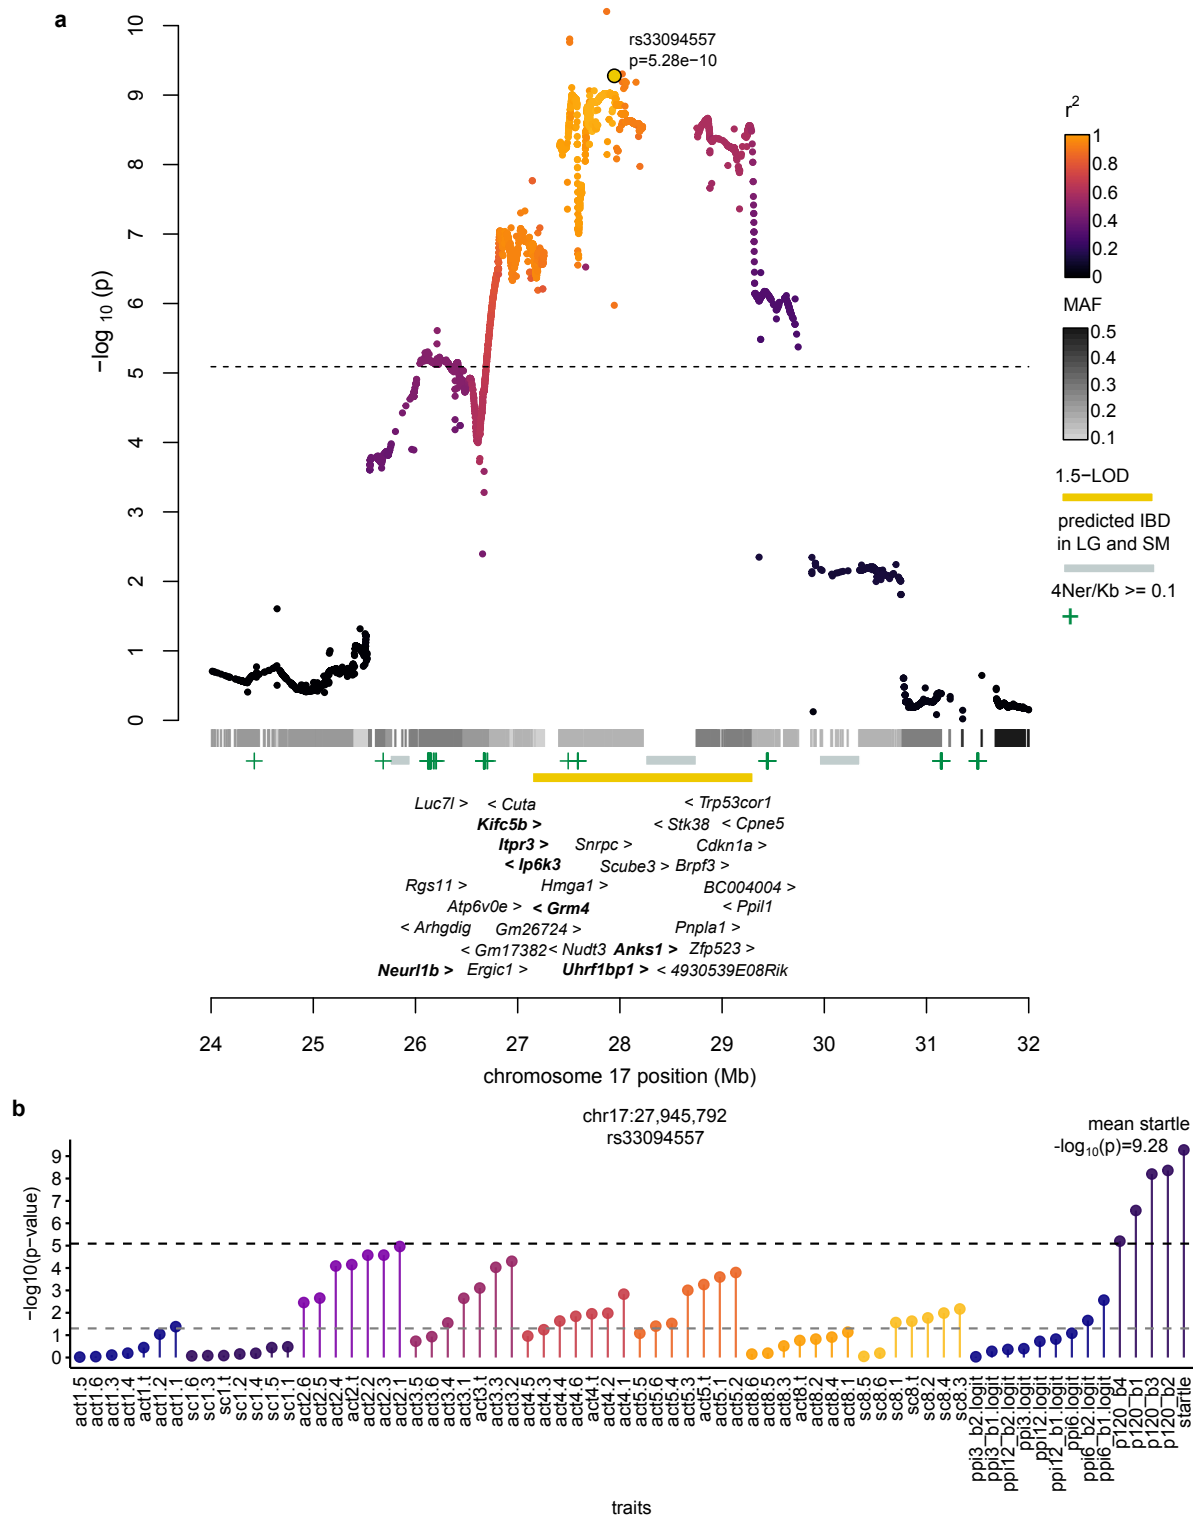 a
rs33094557
p=5.28e−10
10
9
8
7
6
5
4
3
2
1
0
−log 10 (p)
r2
1
0.8
0.6
0.4
0.2
0
MAF
0.5
0.4
0.3
0.2
0.1
1.5−LOD
predicted IBD
in LG and SM
4Ner/Kb >= 0.1
Luc7l >
< Cuta
< Trp53cor1
Kifc5b >
< Stk38
< Cpne5
Itpr3 >
Snrpc >
Cdkn1a >
< Ip6k3
Scube3 >
Brpf3 >
Rgs11 >
Hmga1 >
BC004004 >
Atp6v0e >
< Grm4
< Ppil1
< Arhgdig
Gm26724 >
Pnpla1 >
< Gm17382
< Nudt3
Anks1 >
Zfp523 >
Neurl1b >
Ergic1 >
Uhrf1bp1 >
< 4930539E08Rik
24
25
26
27
28
29
30
31
32
chromosome 17 position (Mb)
b
chr17:27,945,792
rs33094557
mean startle
-log10(p)=9.28
9
8
7
6
5
4
3
2
1
0
−log10(p−value)
act1.5
act1.6
act1.3
act1.4
act1.t
act1.2
act1.1
sc1.6
sc1.3
sc1.t
sc1.2
sc1.4
sc1.5
sc1.1
act2.6
act2.5
act2.4
act2.t
act2.2
act2.3
act2.1
act3.5
act3.6
act3.4
act3.1
act3.t
act3.3
act3.2
act4.5
act4.3
act4.4
act4.6
act4.t
act4.2
act4.1
act5.5
act5.6
act5.4
act5.3
act5.t
act5.1
act5.2
act8.6
act8.5
act8.3
act8.t
act8.2
act8.4
act8.1
sc8.5
sc8.6
sc8.1
sc8.t
sc8.2
sc8.4
sc8.3
ppi3_b2.logit
ppi3_b1.logit
ppi12_b2.logit
ppi3.logit
ppi12.logit
ppi12_b1.logit
ppi6.logit
ppi6_b2.logit
ppi6_b1.logit
p120_b4
p120_b1
p120_b3
p120_b2
startle
traits